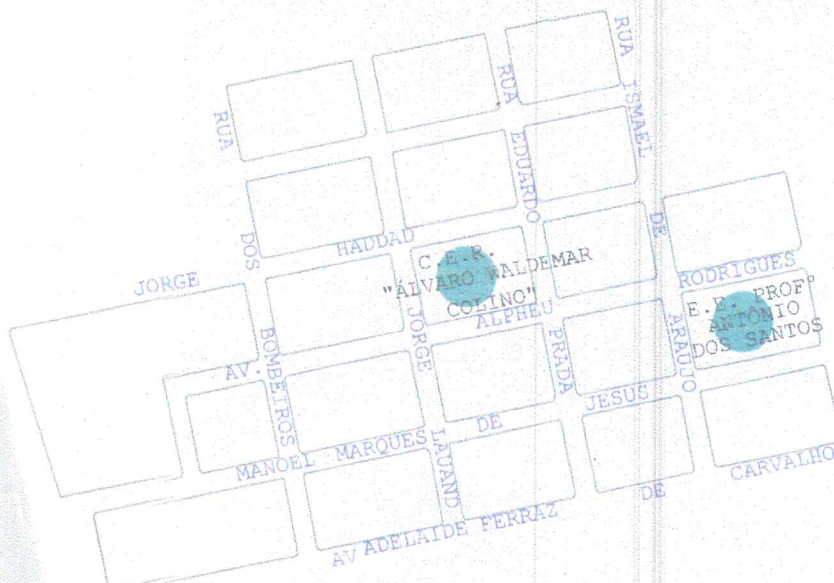 RUA DOS BOMBEIROS
RUA EDUARDO PRADA
RUA ISMAEL DE ARAUJO
JORGE HADDAD
C.E.R.
"ÁLVARO WALDEMAR
COLINO"
AV. ALPHEU RODRIGUES
E.E. PROFº
ANTÔNIO
DOS SANTOS
JORGE LAUAND
MANOEL MARQUES DE JESUS
AV ADELAIDE FERRAZ DE CARVALHO